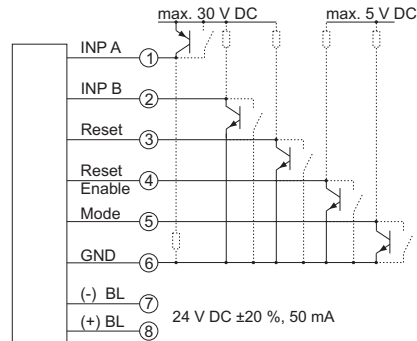 max. 30 V DC
max. 5 V DC
INP A
1
INP B
2
Reset
3
Reset
Enable
4
Mode
5
GND
6
(-) BL
7
(+) BL
8
24 V DC ±20 %, 50 mA